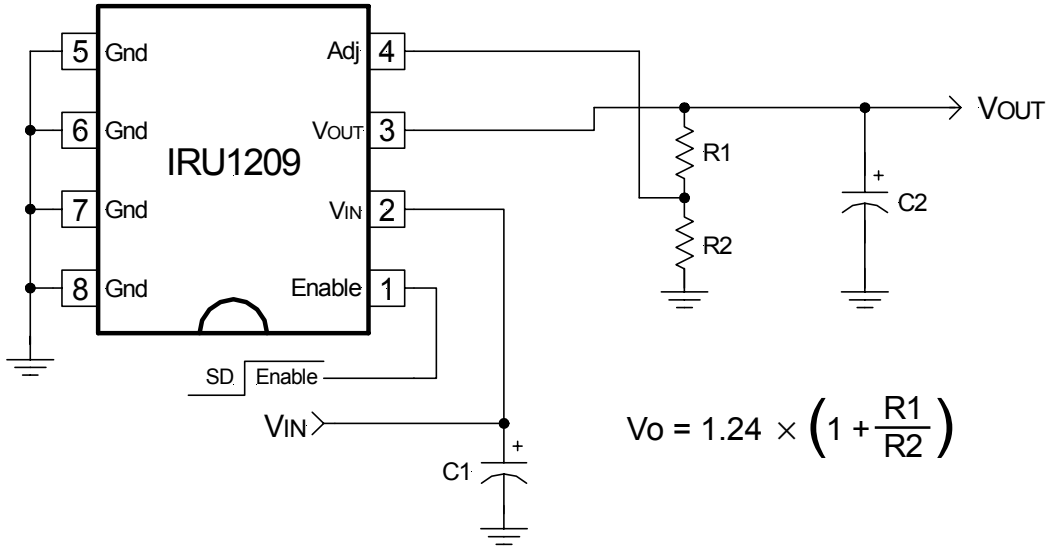 5 Gnd Adj 4
6 Gnd VOUT 3
IRU1209
7 Gnd VIN 2
8 Gnd Enable 1
SD Enable
VIN
C1
+
R1
R2
+
C2
VOUT
Vo = 1.24 × (1 + R1/R2)